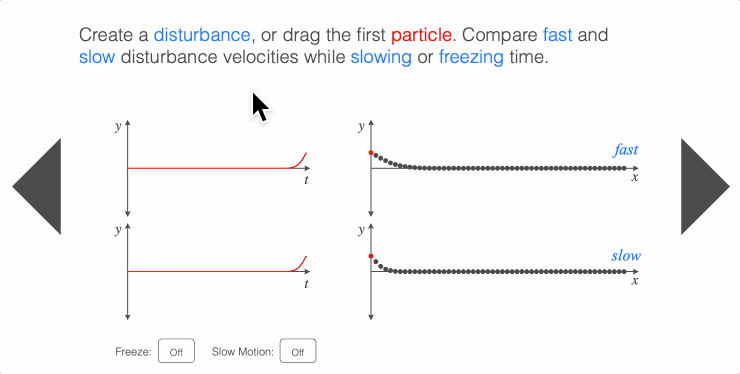 Create a disturbance, or drag the first particle. Compare fast and
slow disturbance velocities while slowing or freezing time.
y
t
y
fast
x
y
t
y
slow
x
Freeze: Off Slow Motion: Off